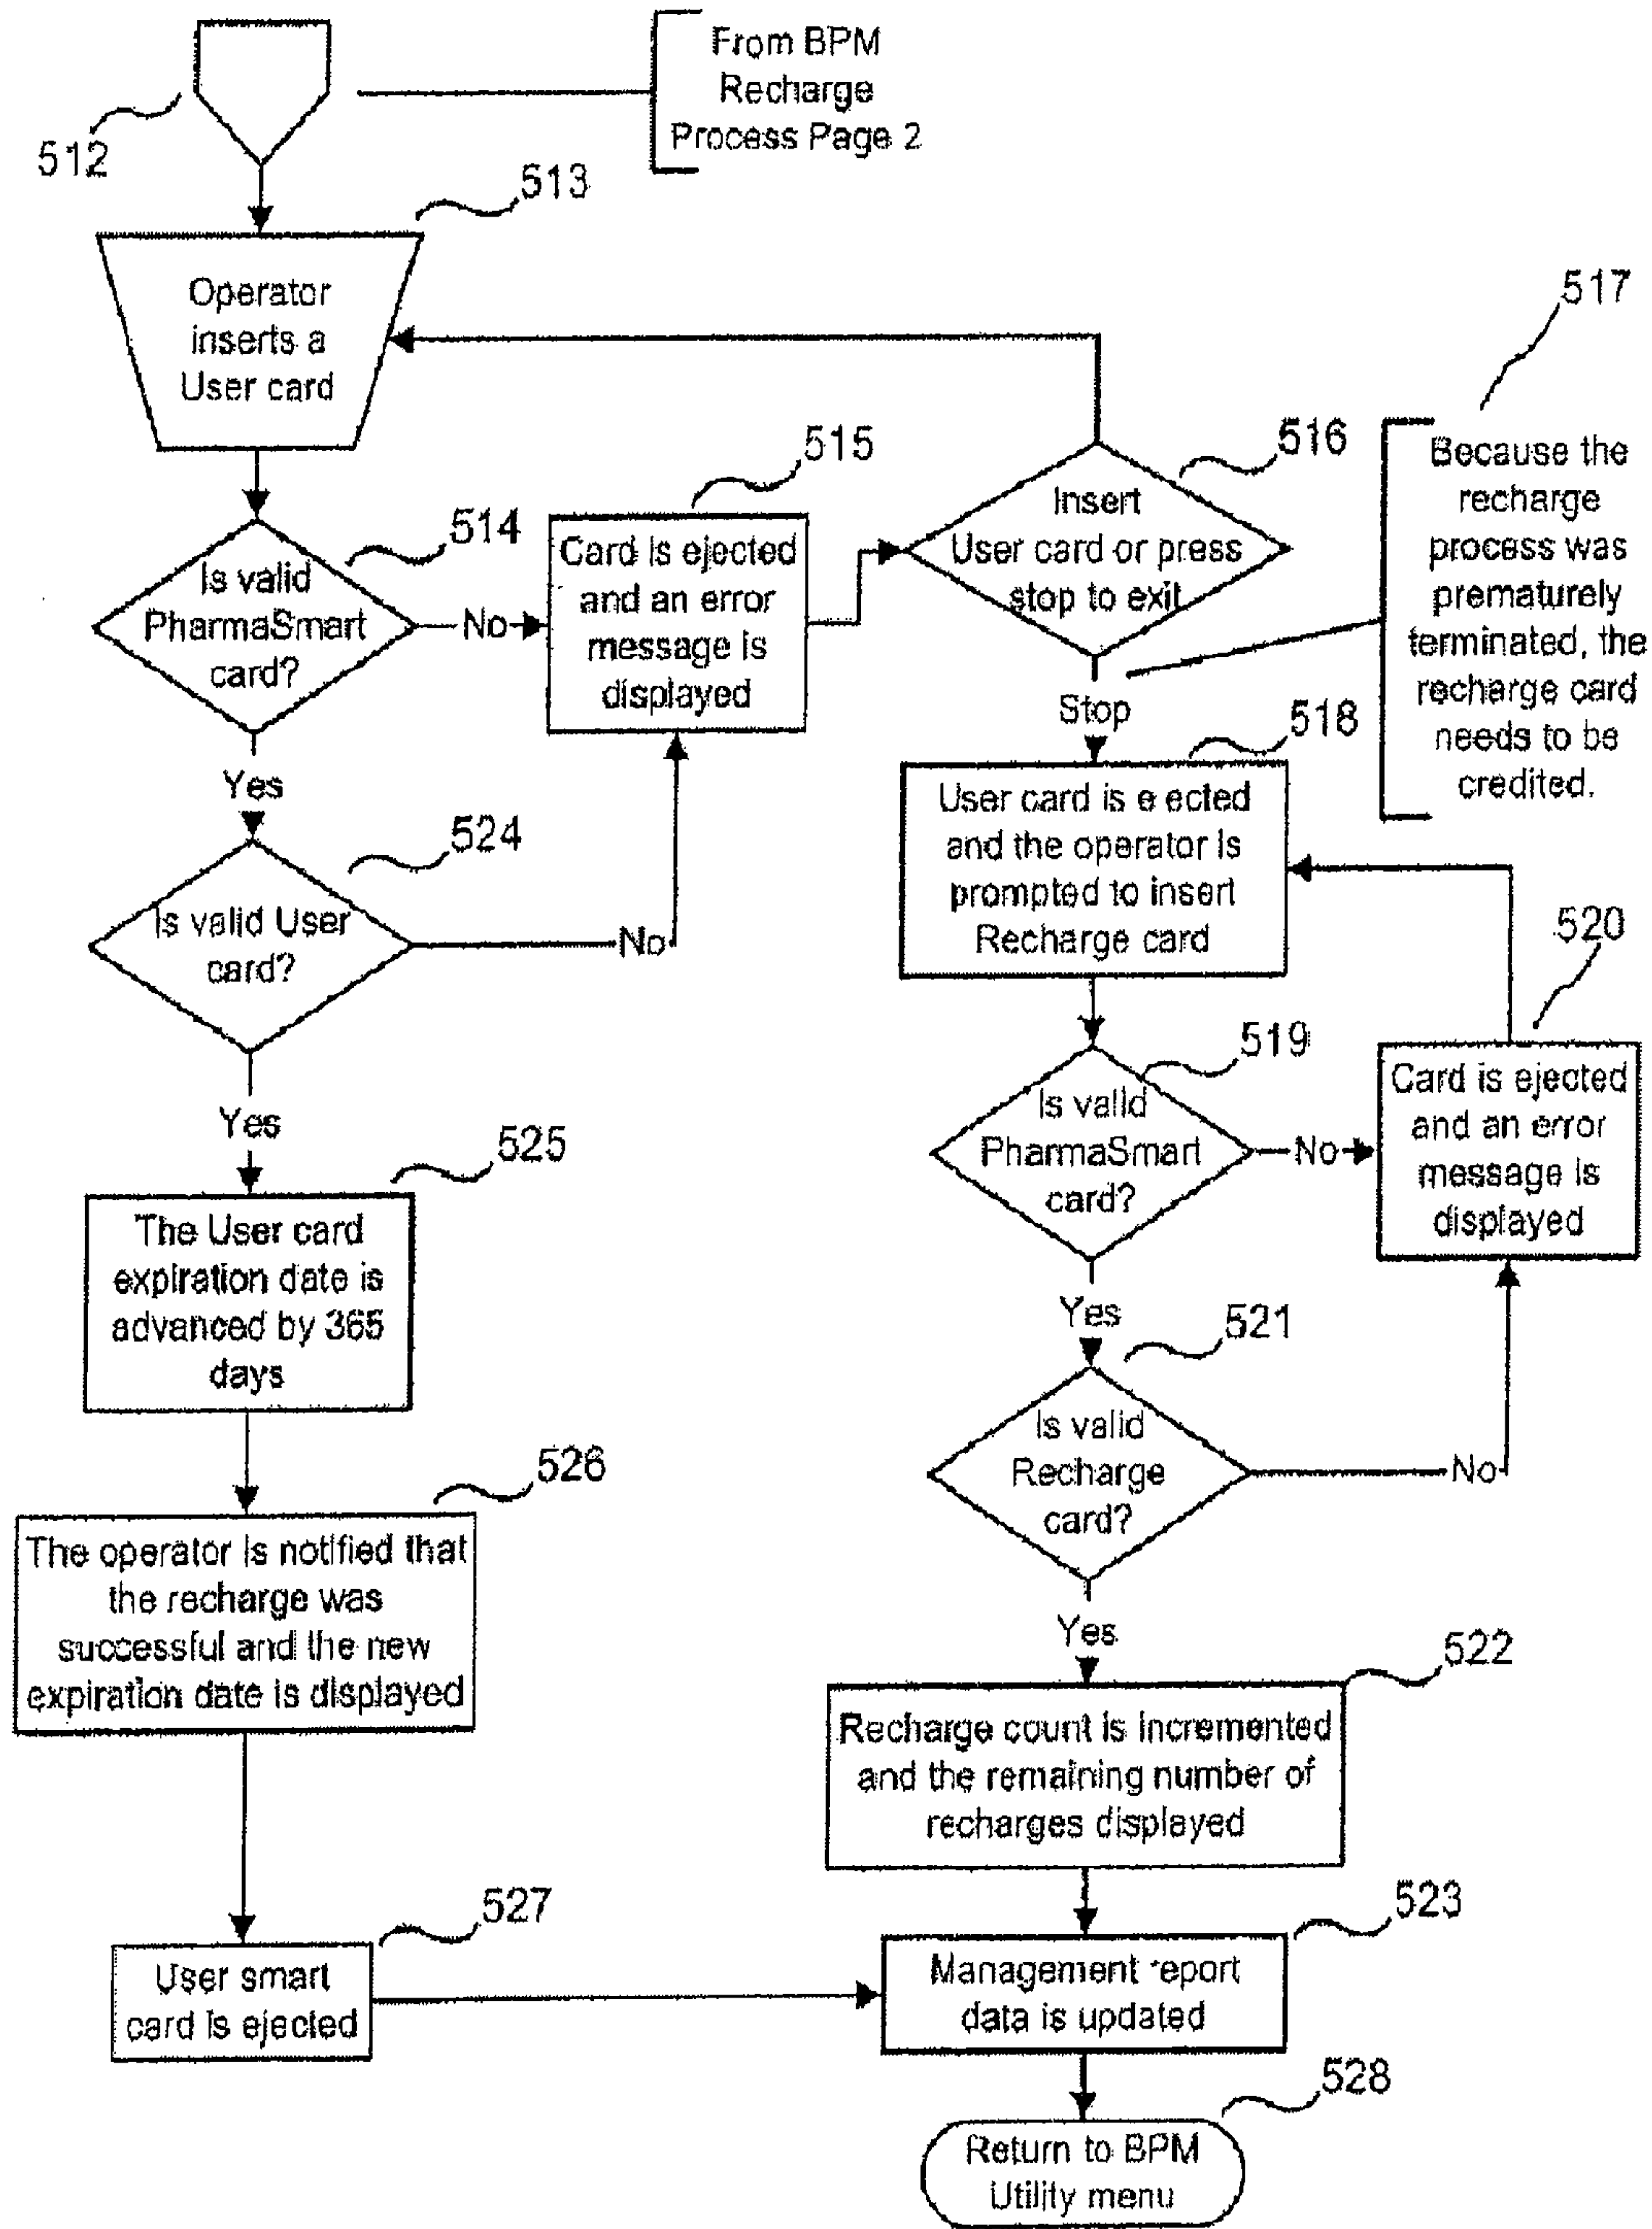 From BPM
Recharge
Process Page 2
512
513
Operator
inserts a
User card
514
Is valid
PharmaSmart
card?
No
515
Card is ejected
and an error
message is
displayed
516
Insert
User card or press
stop to exit
517
Because the
recharge
process was
prematurely
terminated, the
recharge card
needs to be
credited.
Stop
518
User card is e ected
and the operator is
prompted to insert
Recharge card
Yes
524
Is valid User
card?
No
519
Is valid
PharmaSmart
card?
No
520
Card is ejected
and an error
message is
displayed
Yes
525
The User card
expiration date is
advanced by 365
days
Yes
521
Is valid
Recharge
card?
No
526
The operator is notified that
the recharge was
successful and the new
expiration date is displayed
Yes
522
Recharge count is incremented
and the remaining number of
recharges displayed
527
User smart
card is ejected
523
Management report
data is updated
528
Return to BPM
Utility menu